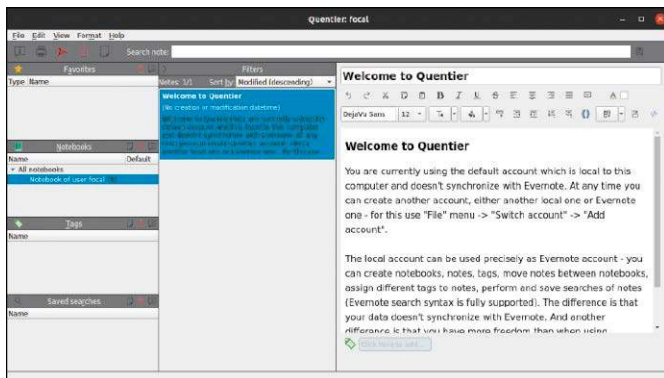 Quentier: focal
File Edit View Format Help
Search note:
Favorites
Type Name
Notebooks
Name Default
All notebooks
Notebook of user focal
Tags
Name
Saved searches
Name
Filters
Notes: 1/1 Sort by: Modified (descending)
Welcome to Quentier
(No creation or modification datetime)
Welcome to Quentier
DejaVu Sans 12
Welcome to Quentier
You are currently using the default account which is local to this
computer and doesn't synchronize with Evernote. At any time you
can create another account, either another local one or Evernote
one - for this use "File" menu -> "Switch account" -> "Add
account".
The local account can be used precisely as Evernote account - you
can create notebooks, notes, tags, move notes between notebooks,
assign different tags to notes, perform and save searches of notes
(Evernote search syntax is fully supported). The difference is that
your data doesn't synchronize with Evernote. And another
difference is that you have more freedom than when using
Click here to add...